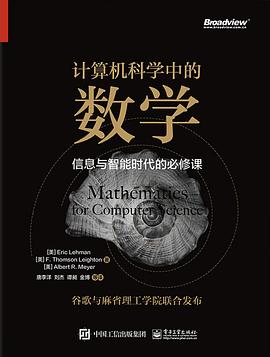 Broadview®
计算机科学中的
数学
信息与智能时代的必修课
Mathematics
for Computer Science
[美] Eric Lehman
[美] F. Thomson Leighton 著
[美] Albert R. Meyer
唐李洋 刘杰 谭昶 金博 等译
谷歌与麻省理工学院联合发布
中国工信出版集团
电子工业出版社